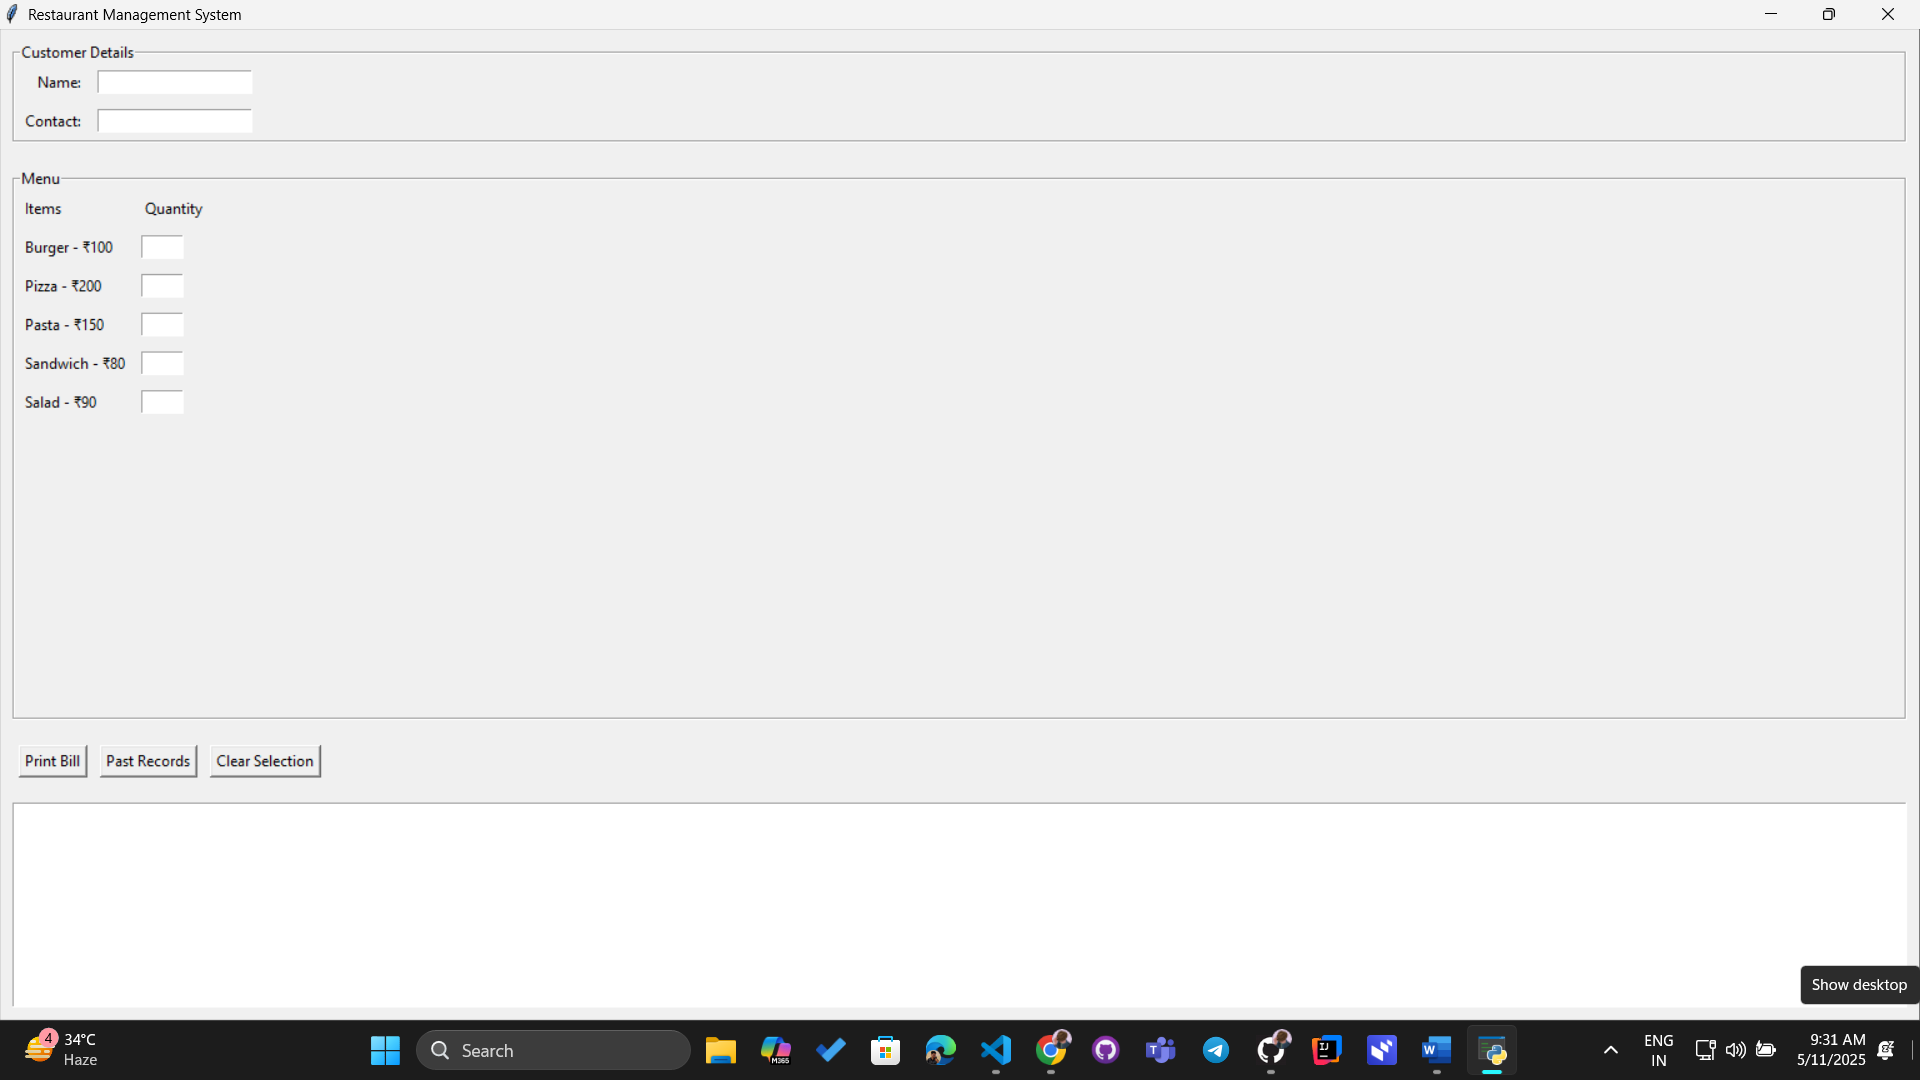 Restaurant Management System
Customer Details
Name:
Contact:
Menu
Items Quantity
Burger - ₹100
Pizza - ₹200
Pasta - ₹150
Sandwich - ₹80
Salad - ₹90
Print Bill Past Records Clear Selection
Show desktop
4 34°C
Haze
Search
M365
T
IJ
W
ENG
IN
9:31 AM
5/11/2025